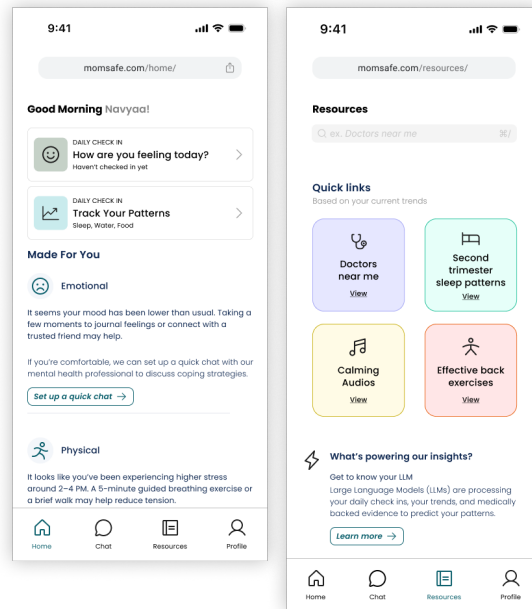 9:41
momsafe.com/home/
Good Morning Navyaa!
DAILY CHECK IN
How are you feeling today?
Haven't checked in yet
DAILY CHECK IN
Track Your Patterns
Sleep, Water, Food
Made For You
Emotional
It seems your mood has been lower than usual. Taking a
few moments to journal feelings or connect with a
trusted friend may help.
If you're comfortable, we can set up a quick chat with our
mental health professional to discuss coping strategies.
Set up a quick chat →
Physical
It looks like you've been experiencing higher stress
around 2–4 PM. A 5-minute guided breathing exercise or
a brief walk may help reduce tension.
Home
Chat
Resources
Profile
9:41
momsafe.com/resources/
Resources
ex. Doctors near me
⌘/
Quick links
Based on your current trends
Doctors
near me
View
Second
trimester
sleep patterns
View
Calming
Audios
View
Effective back
exercises
View
What's powering our insights?
Get to know your LLM
Large Language Models (LLMs) are processing
your daily check ins, your trends, and medically
backed evidence to predict your patterns.
Learn more →
Home
Chat
Resources
Profile